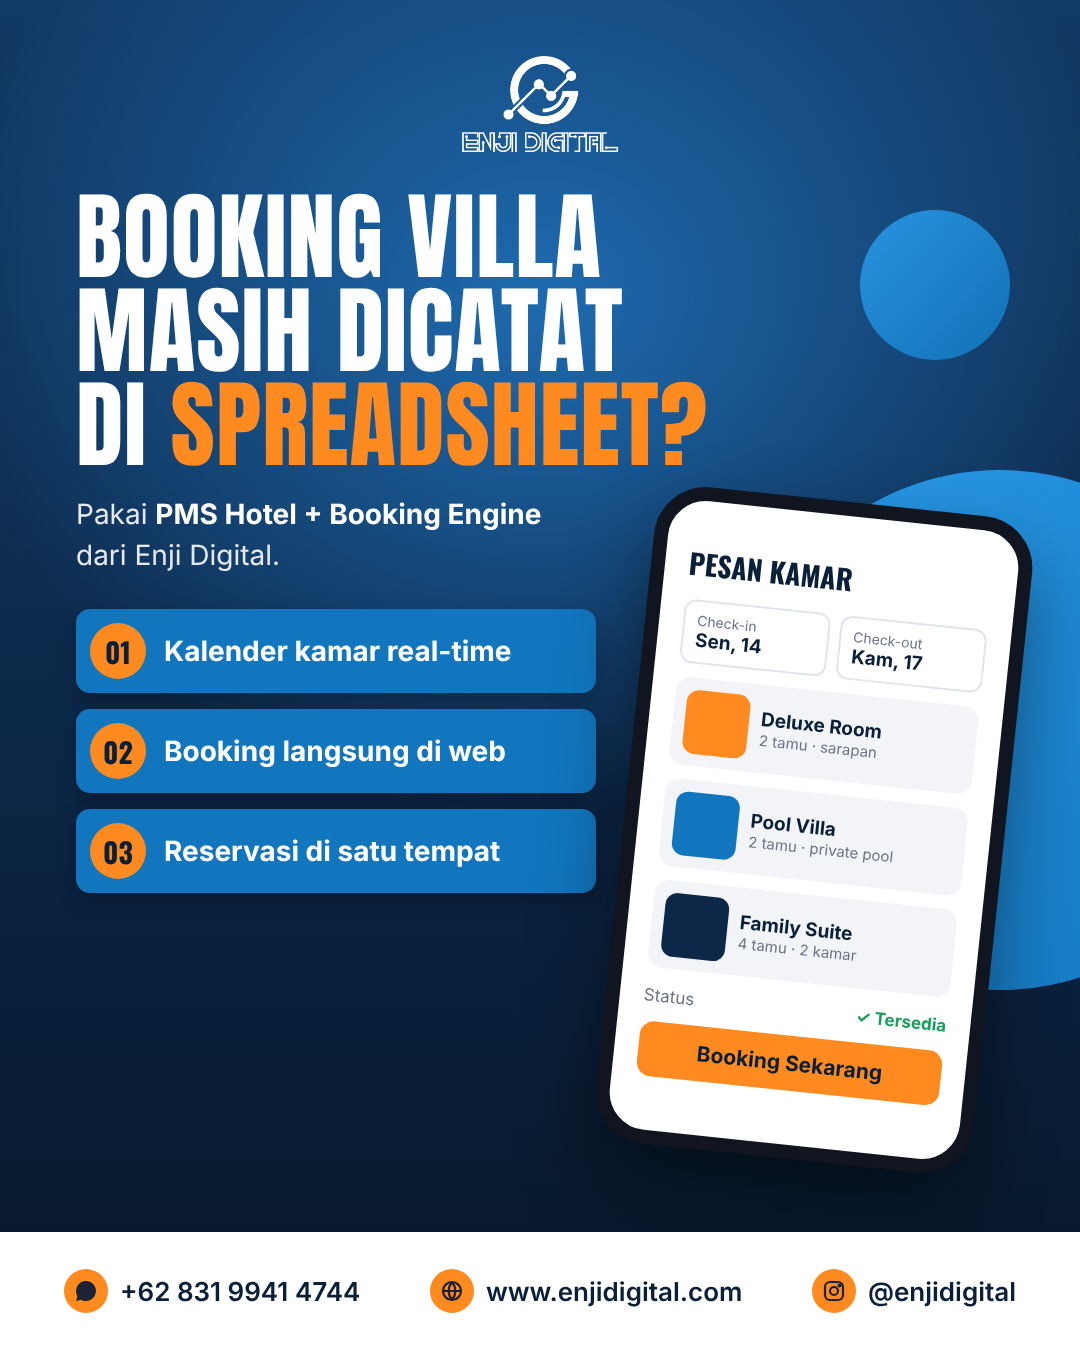 ENJI DIGITAL
BOOKING VILLA
MASIH DICATAT
DI SPREADSHEET?
Pakai PMS Hotel + Booking Engine
dari Enji Digital.
01 Kalender kamar real-time
02 Booking langsung di web
03 Reservasi di satu tempat
PESAN KAMAR
Check-in
Sen, 14
Check-out
Kam, 17
Deluxe Room
2 tamu · sarapan
Pool Villa
2 tamu · private pool
Family Suite
4 tamu · 2 kamar
Status
✓ Tersedia
Booking Sekarang
+62 831 9941 4744
www.enjidigital.com
@enjidigital